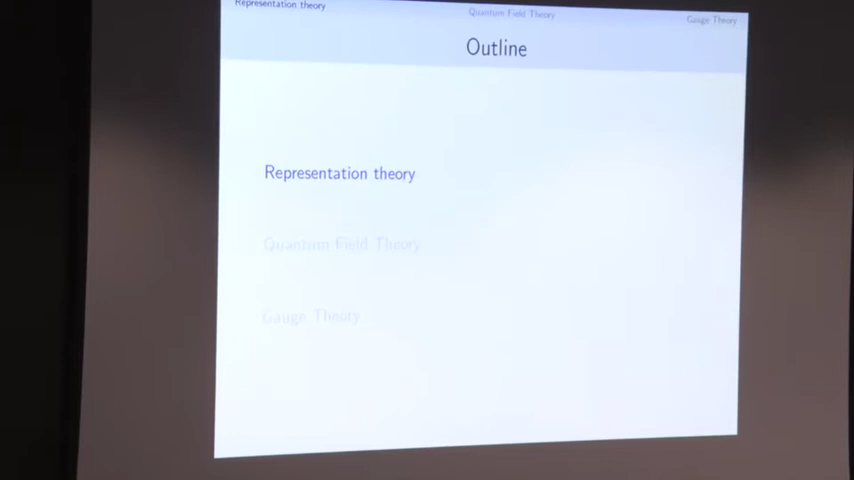 Representation theory Quantum Field Theory Gauge Theory
Outline
Representation theory
Quantum Field Theory
Gauge Theory